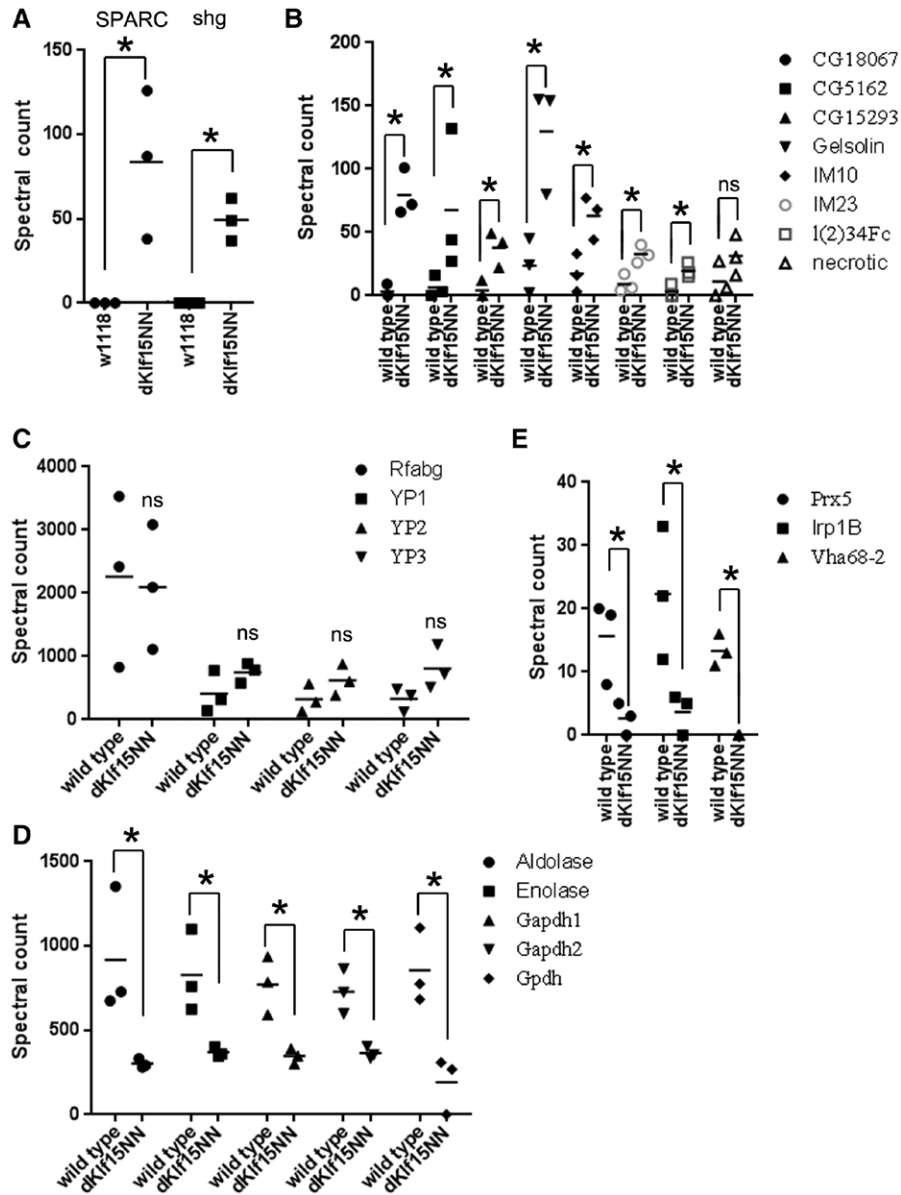 A
SPARC shg
150
100
50
0
Spectral count
*
*
w1118
dKlf15NN
w1118
dKlf15NN
B
200
150
100
50
0
Spectral count
*
*
*
*
*
*
*
ns
wild type
dKlf15NN
wild type
dKlf15NN
wild type
dKlf15NN
wild type
dKlf15NN
wild type
dKlf15NN
wild type
dKlf15NN
wild type
dKlf15NN
wild type
dKlf15NN
CG18067
CG5162
CG15293
Gelsolin
IM10
IM23
l(2)34Fc
necrotic
C
4000
3000
2000
1000
0
Spectral count
ns
ns
ns
ns
wild type
dKlf15NN
wild type
dKlf15NN
wild type
dKlf15NN
wild type
dKlf15NN
Rfabg
YP1
YP2
YP3
E
40
30
20
10
0
Spectral count
*
*
*
wild type
dKlf15NN
wild type
dKlf15NN
wild type
dKlf15NN
Prx5
Irp1B
Vha68-2
D
1500
1000
500
0
Spectral count
*
*
*
*
*
wild type
dKlf15NN
wild type
dKlf15NN
wild type
dKlf15NN
wild type
dKlf15NN
wild type
dKlf15NN
Aldolase
Enolase
Gapdh1
Gapdh2
Gpdh